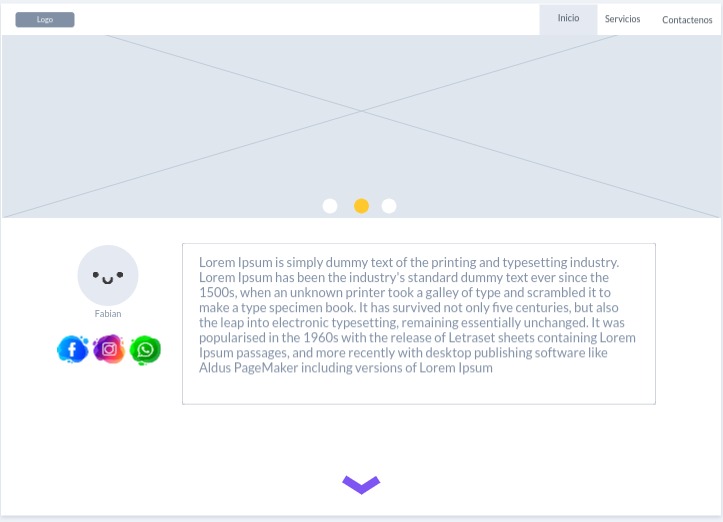 Logo
Inicio
Servicios
Contactenos
Lorem Ipsum is simply dummy text of the printing and typesetting industry.
Lorem Ipsum has been the industry's standard dummy text ever since the
1500s, when an unknown printer took a galley of type and scrambled it to
make a type specimen book. It has survived not only five centuries, but also
the leap into electronic typesetting, remaining essentially unchanged. It was
popularised in the 1960s with the release of Letraset sheets containing Lorem
Ipsum passages, and more recently with desktop publishing software like
Aldus PageMaker including versions of Lorem Ipsum
Fabian